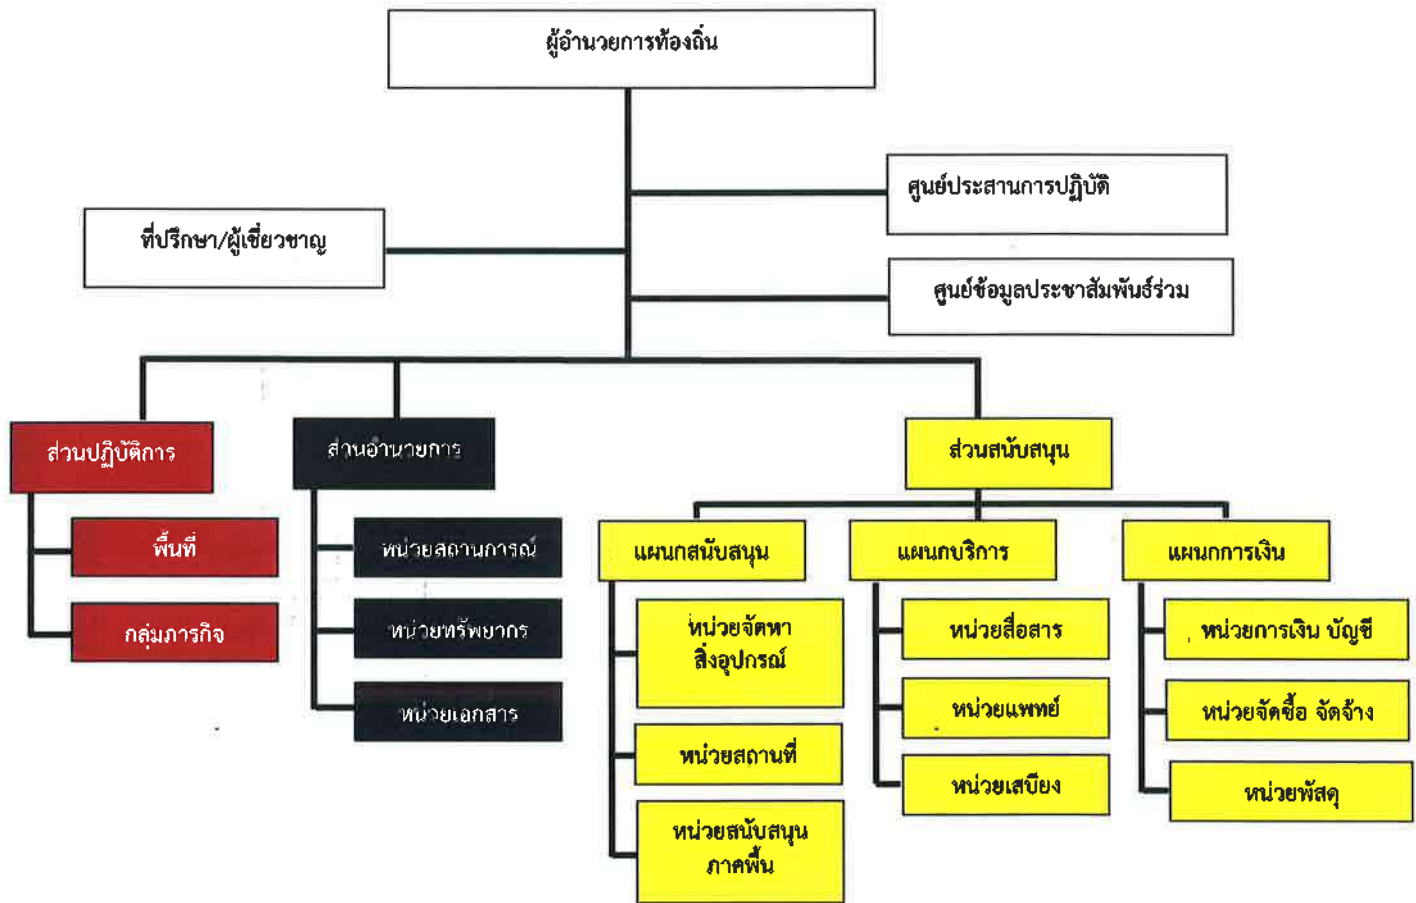 ผู้อำนวยการท้องถิ่น
ศูนย์ประสานการปฏิบัติ
ที่ปรึกษา/ผู้เชี่ยวชาญ
ศูนย์ข้อมูลประชาสัมพันธ์ร่วม
ส่วนปฏิบัติการ
พื้นที่
กลุ่มภารกิจ
ส่วนอำนวยการ
หน่วยสถานการณ์
หน่วยทรัพยากร
หน่วยเอกสาร
ส่วนสนับสนุน
แผนกสนับสนุน
หน่วยจัดหา
สิ่งอุปกรณ์
หน่วยสถานที่
หน่วยสนับสนุน
ภาคพื้น
แผนกบริการ
หน่วยสื่อสาร
หน่วยแพทย์
หน่วยเสบียง
แผนกการเงิน
หน่วยการเงิน บัญชี
หน่วยจัดซื้อ จัดจ้าง
หน่วยพัสดุ